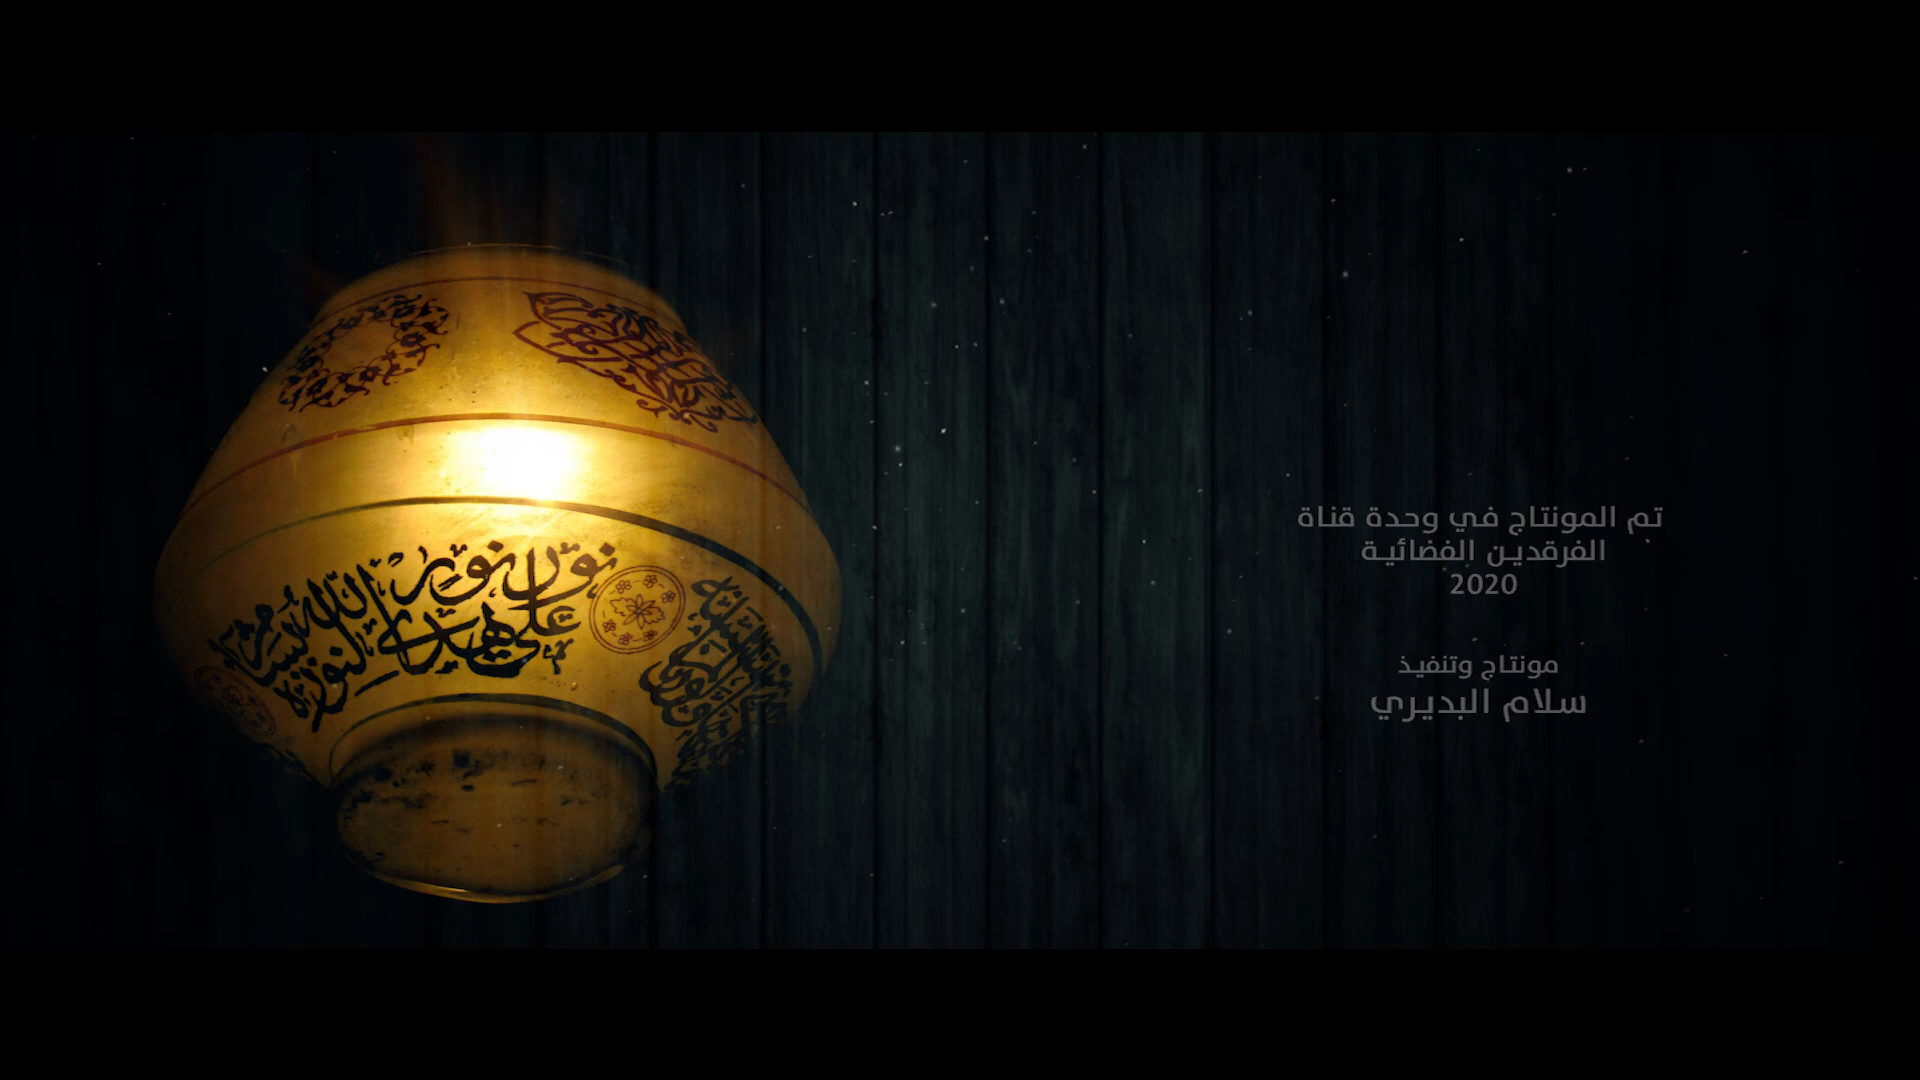 نور
على
نور يهدي
الله لنوره
تم المونتاج في وحدة قناة
الفرقدين الفضائية
2020
مونتاج وتنفيذ
سلام البديري